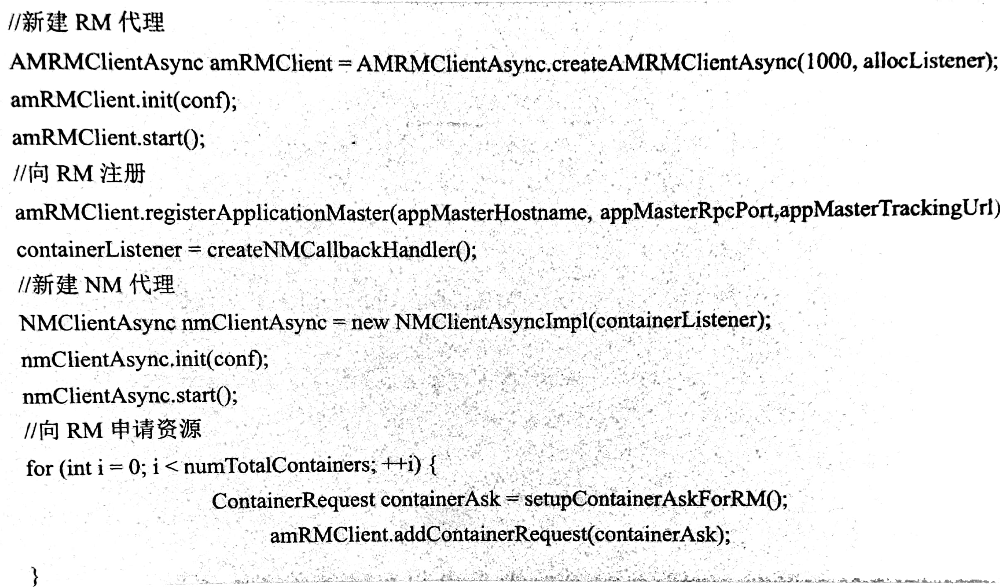 //新建 RM 代理
AMRMClientAsync amRMClient = AMRMClientAsync.createAMRMClientAsync(1000, allocListener);
amRMClient.init(conf);
amRMClient.start();
//向 RM 注册
amRMClient.registerApplicationMaster(appMasterHostname, appMasterRpcPort,appMasterTrackingUrl)
containerListener = createNMCallbackHandler();
//新建 NM 代理
NMClientAsync nmClientAsync = new NMClientAsyncImpl(containerListener);
nmClientAsync.init(conf);
nmClientAsync.start();
//向 RM 申请资源
for (int i = 0; i < numTotalContainers; ++i) {
ContainerRequest containerAsk = setupContainerAskForRM();
amRMClient.addContainerRequest(containerAsk);
}